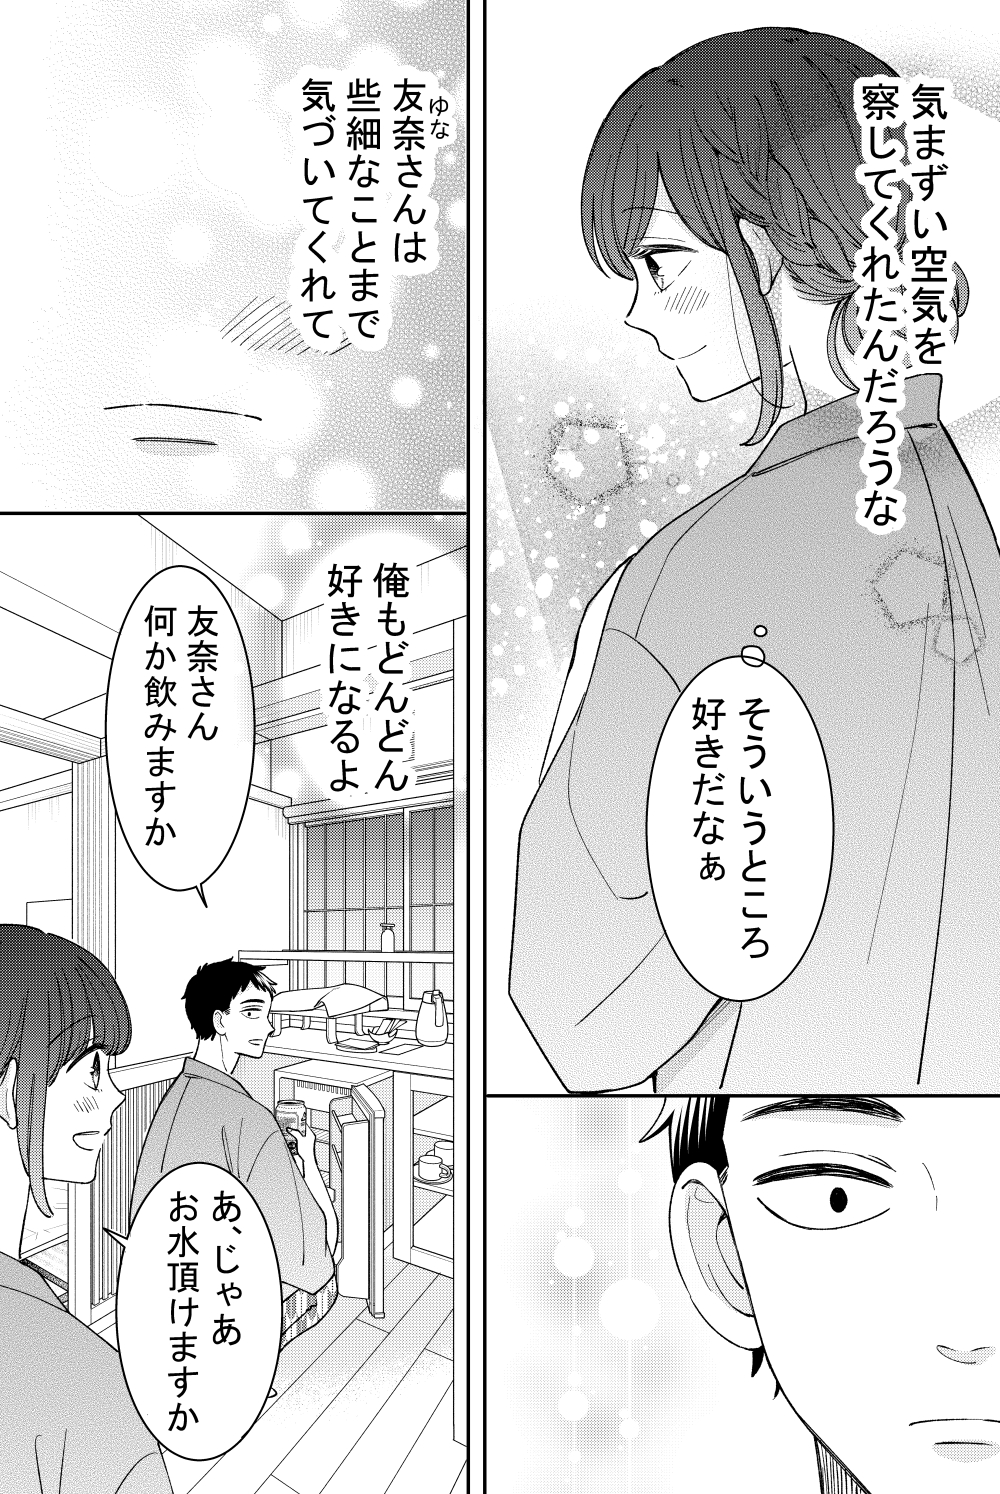 気まずい空気を
察してくれたんだろうな
そういうところ
好きだなぁ
友奈さんは
ゆな
些細なことまで
気づいてくれて
俺もどんどん
好きになるよ
友奈さん
何か飲みますか
あ、じゃあ
お水頂けますか